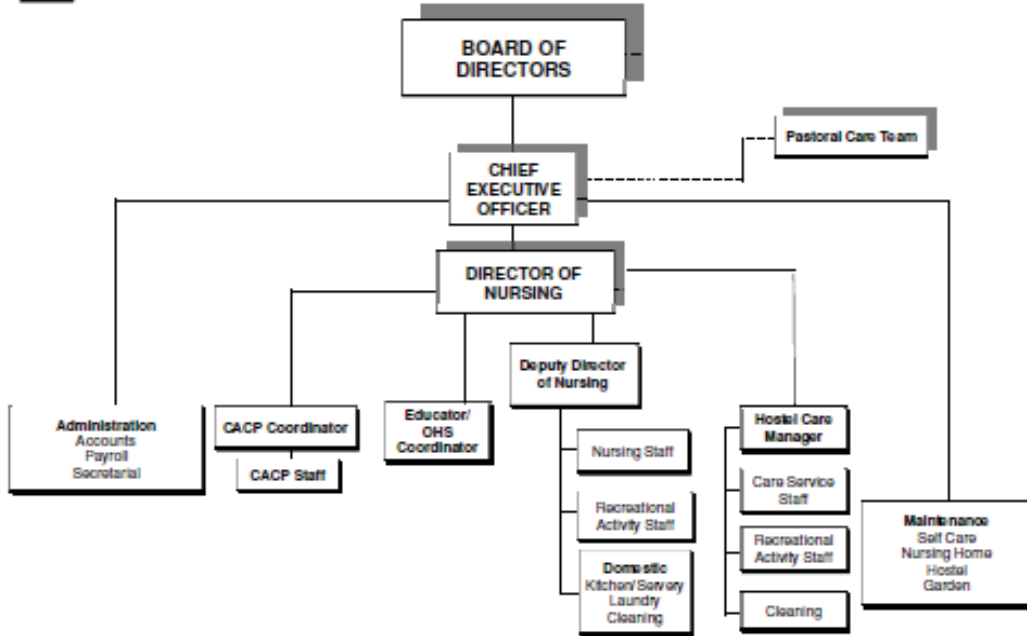 BOARD OF
DIRECTORS
Pastoral Care Team
CHIEF
EXECUTIVE
OFFICER
DIRECTOR OF
NURSING
Deputy Director
of Nursing
Administration
Accounts
Payroll
Secretarial
CACP Coordinator
CACP Staff
Educator/
OHS
Coordinator
Nursing Staff
Recreational
Activity Staff
Domestic
Kitchen/Servery
Laundry
Cleaning
Hostel Care
Manager
Care Service
Staff
Recreational
Activity Staff
Cleaning
Maintenance
Self Care
Nursing Home
Hostel
Garden